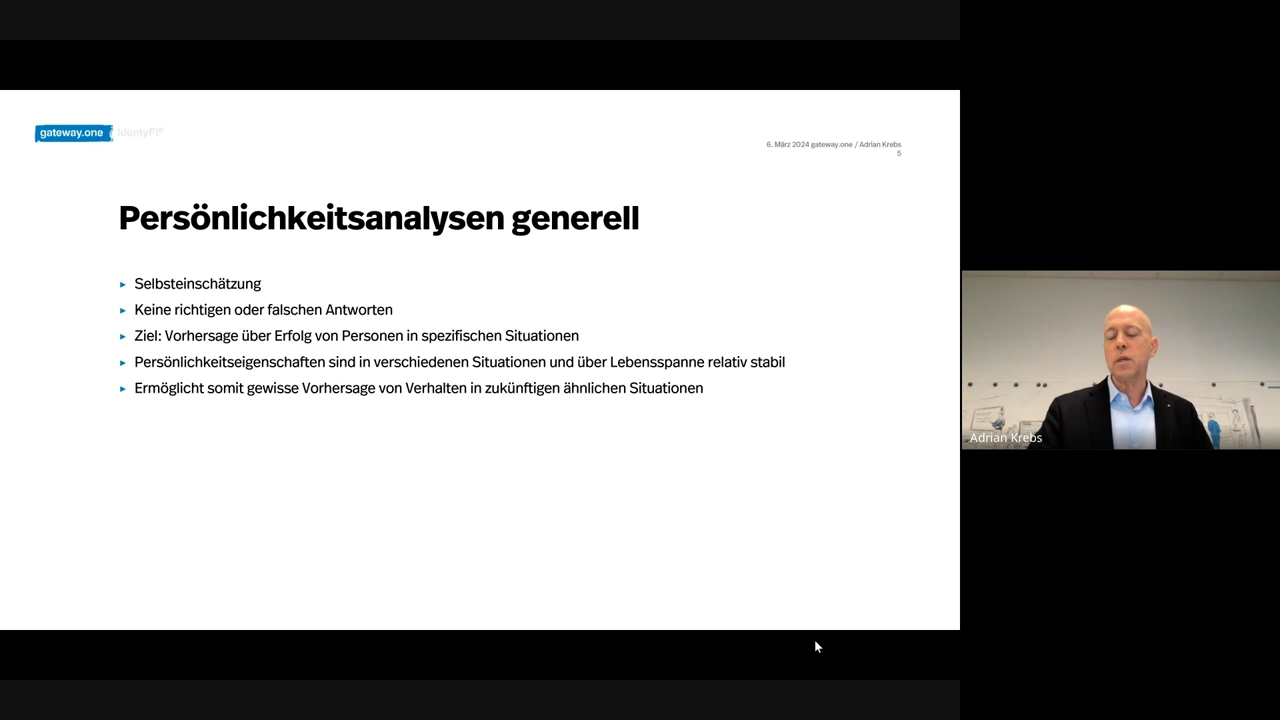 gateway.one IdentyFi®
6. März 2024 gateway.one / Adrian Krebs
5
Persönlichkeitsanalysen generell
▸ Selbsteinschätzung
▸ Keine richtigen oder falschen Antworten
▸ Ziel: Vorhersage über Erfolg von Personen in spezifischen Situationen
▸ Persönlichkeitseigenschaften sind in verschiedenen Situationen und über Lebensspanne relativ stabil
▸ Ermöglicht somit gewisse Vorhersage von Verhalten in zukünftigen ähnlichen Situationen
Adrian Krebs